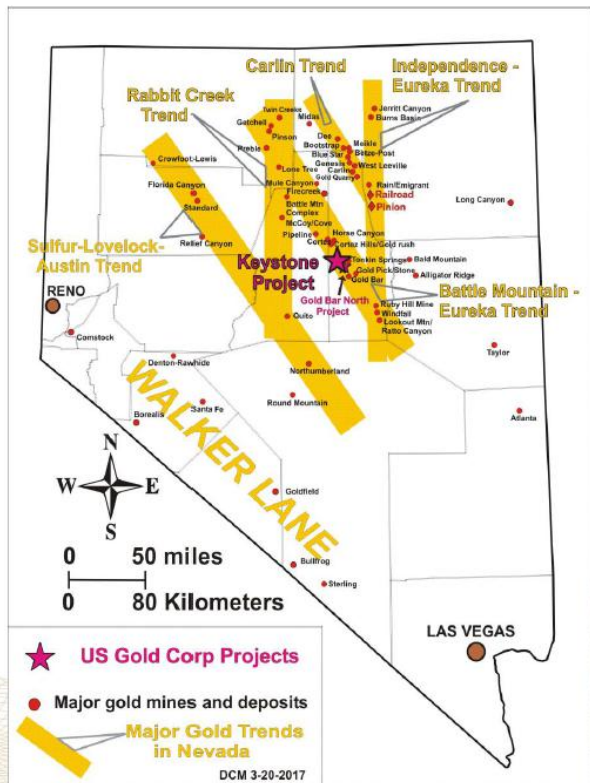 Carlin Trend
Independence -
Eureka Trend
Rabbit Creek
Trend
Twin Creeks
Getchell
Midas
Pinson
Preble
Dee
Bootstrap
Blue Star
Genesis
Carlin
Gold Quarry
Meikle
Betze-Post
West Leeville
Jerritt Canyon
Burns Basin
Crowfoot-Lewis
Lone Tree
Mule Canyon
Firecreek
Rain/Emigrant
Railroad
Pinion
Florida Canyon
Standard
Battle Mtn
Complex
McCoy/Cove
Long Canyon
Relief Canyon
Pipeline
Horse Canyon
Cortez
Cortez Hills/Gold rush
Sulfur-Lovelock-
Austin Trend
Keystone
Project
Tonkin Springs
Bald Mountain
Gold Pick/Stone
Gold Bar
Alligator Ridge
Gold Bar North
Project
Battle Mountain -
Eureka Trend
RENO
Comstock
Quito
Ruby Hill Mine
Windfall
Lookout Mtn/
Ratto Canyon
Taylor
Denton-Rawhide
Northumberland
Borealis
Santa Fe
Round Mountain
Atlanta
WALKER LANE
N
W
E
S
Goldfield
0 50 miles
0 80 Kilometers
Bullfrog
Sterling
LAS VEGAS
US Gold Corp Projects
Major gold mines and deposits
Major Gold Trends
in Nevada
DCM 3-20-2017